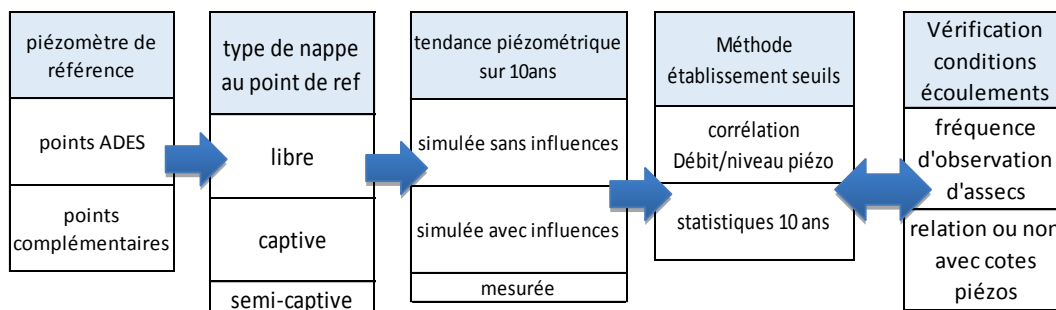 piézomètre de
référence
points ADES
points
complémentaires
type de nappe
au point de ref
libre
captive
semi-captive
tendance piézométrique
sur 10ans
simulée sans influences
simulée avec influences
mesurée
Méthode
établissement seuils
corrélation
Débit/niveau piézo
statistiques 10 ans
Vérification
conditions
écoulements
fréquence
d'observation
d'assecs
relation ou non
avec cotes
piézos